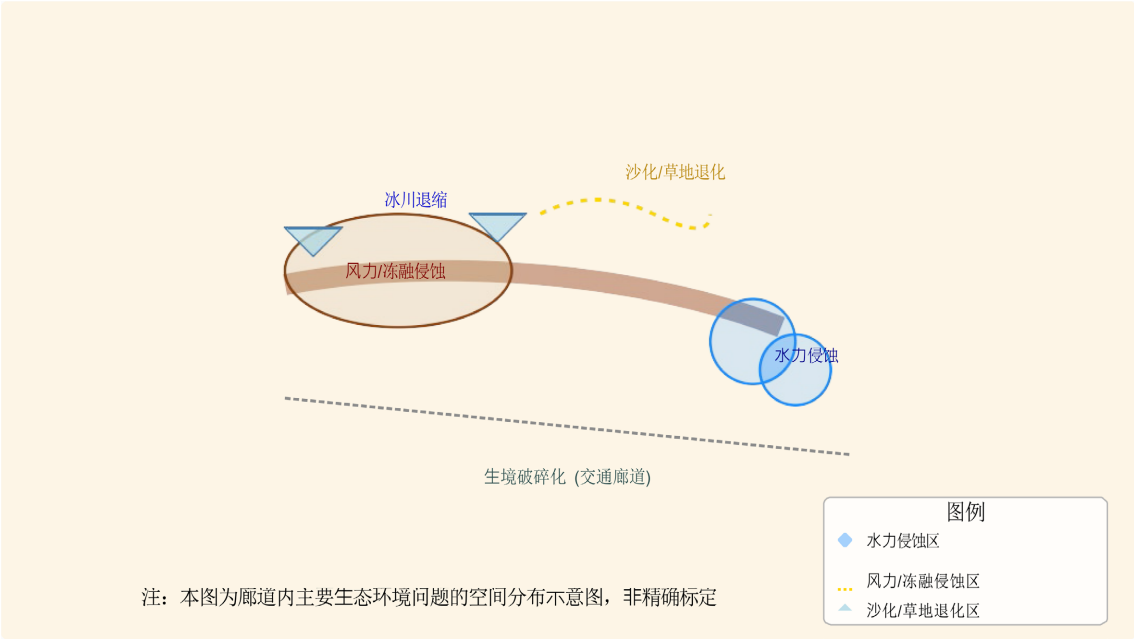 沙化/草地退化
冰川退缩
风力/冻融侵蚀
水力侵蚀
生境破碎化 (交通廊道)
图例
水力侵蚀区
风力/冻融侵蚀区
沙化/草地退化区
注：本图为廊道内主要生态环境问题的空间分布示意图，非精确标定